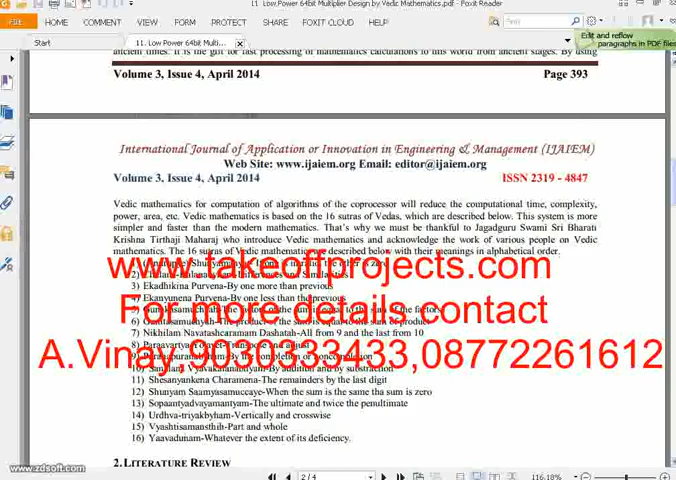 11. Low Power 64bit Multiplier Design by Vedic Mathematics.pdf - Foxit Reader
FILE HOME COMMENT VIEW FORM PROTECT SHARE FOXIT CLOUD HELP
Edit and reflow
paragraphs in PDF files
Start 11. Low Power 64bit Multi...
ancient times. It is the gift for fast processing of mathematics calculations to this world from ancient stages. By using
Volume 3, Issue 4, April 2014 Page 393
International Journal of Application or Innovation in Engineering & Management (IJAIEM)
Web Site: www.ijaiem.org Email: editor@ijaiem.org
Volume 3, Issue 4, April 2014 ISSN 2319 - 4847
Vedic mathematics for computation of algorithms of the coprocessor will reduce the computational time, complexity,
power, area, etc. Vedic mathematics is based on the 16 sutras of Vedas, which are described below. This system is more
simpler and faster than the modern mathematics. That's why we must be thankful to Jagadguru Swami Sri Bharati
Krishna Tirthaji Maharaj who introduce Vedic mathematics and acknowledge the work of various people on Vedic
mathematics. The 16 sutras of Vedic mathematics are described below with their meanings in alphabetical order.
www.takeoffprojects.com
3) Ekadhikina Purvena-By one more than previous
4) Ekanyunena Purvena-By one less than the previous
For more details contact
7) Nikhilam Navatashcaramam Dashatah-All from 9 and the last from 10
A.Vinay,9030333433,08772261612
11) Shesanyankena Charamena-The remainders by the last digit
12) Shunyam Saamyasamuccaye-When the sum is the same tha sum is zero
13) Sopaantyadvayamantyam-The ultimate and twice the penultimate
14) Urdhva-triyakbyham-Vertically and crosswise
15) Vyashtisamanstih-Part and whole
16) Yaavadunam-Whatever the extent of its deficiency.
2. LITERATURE REVIEW
www.zdsoft.com
2 / 4 116.18%